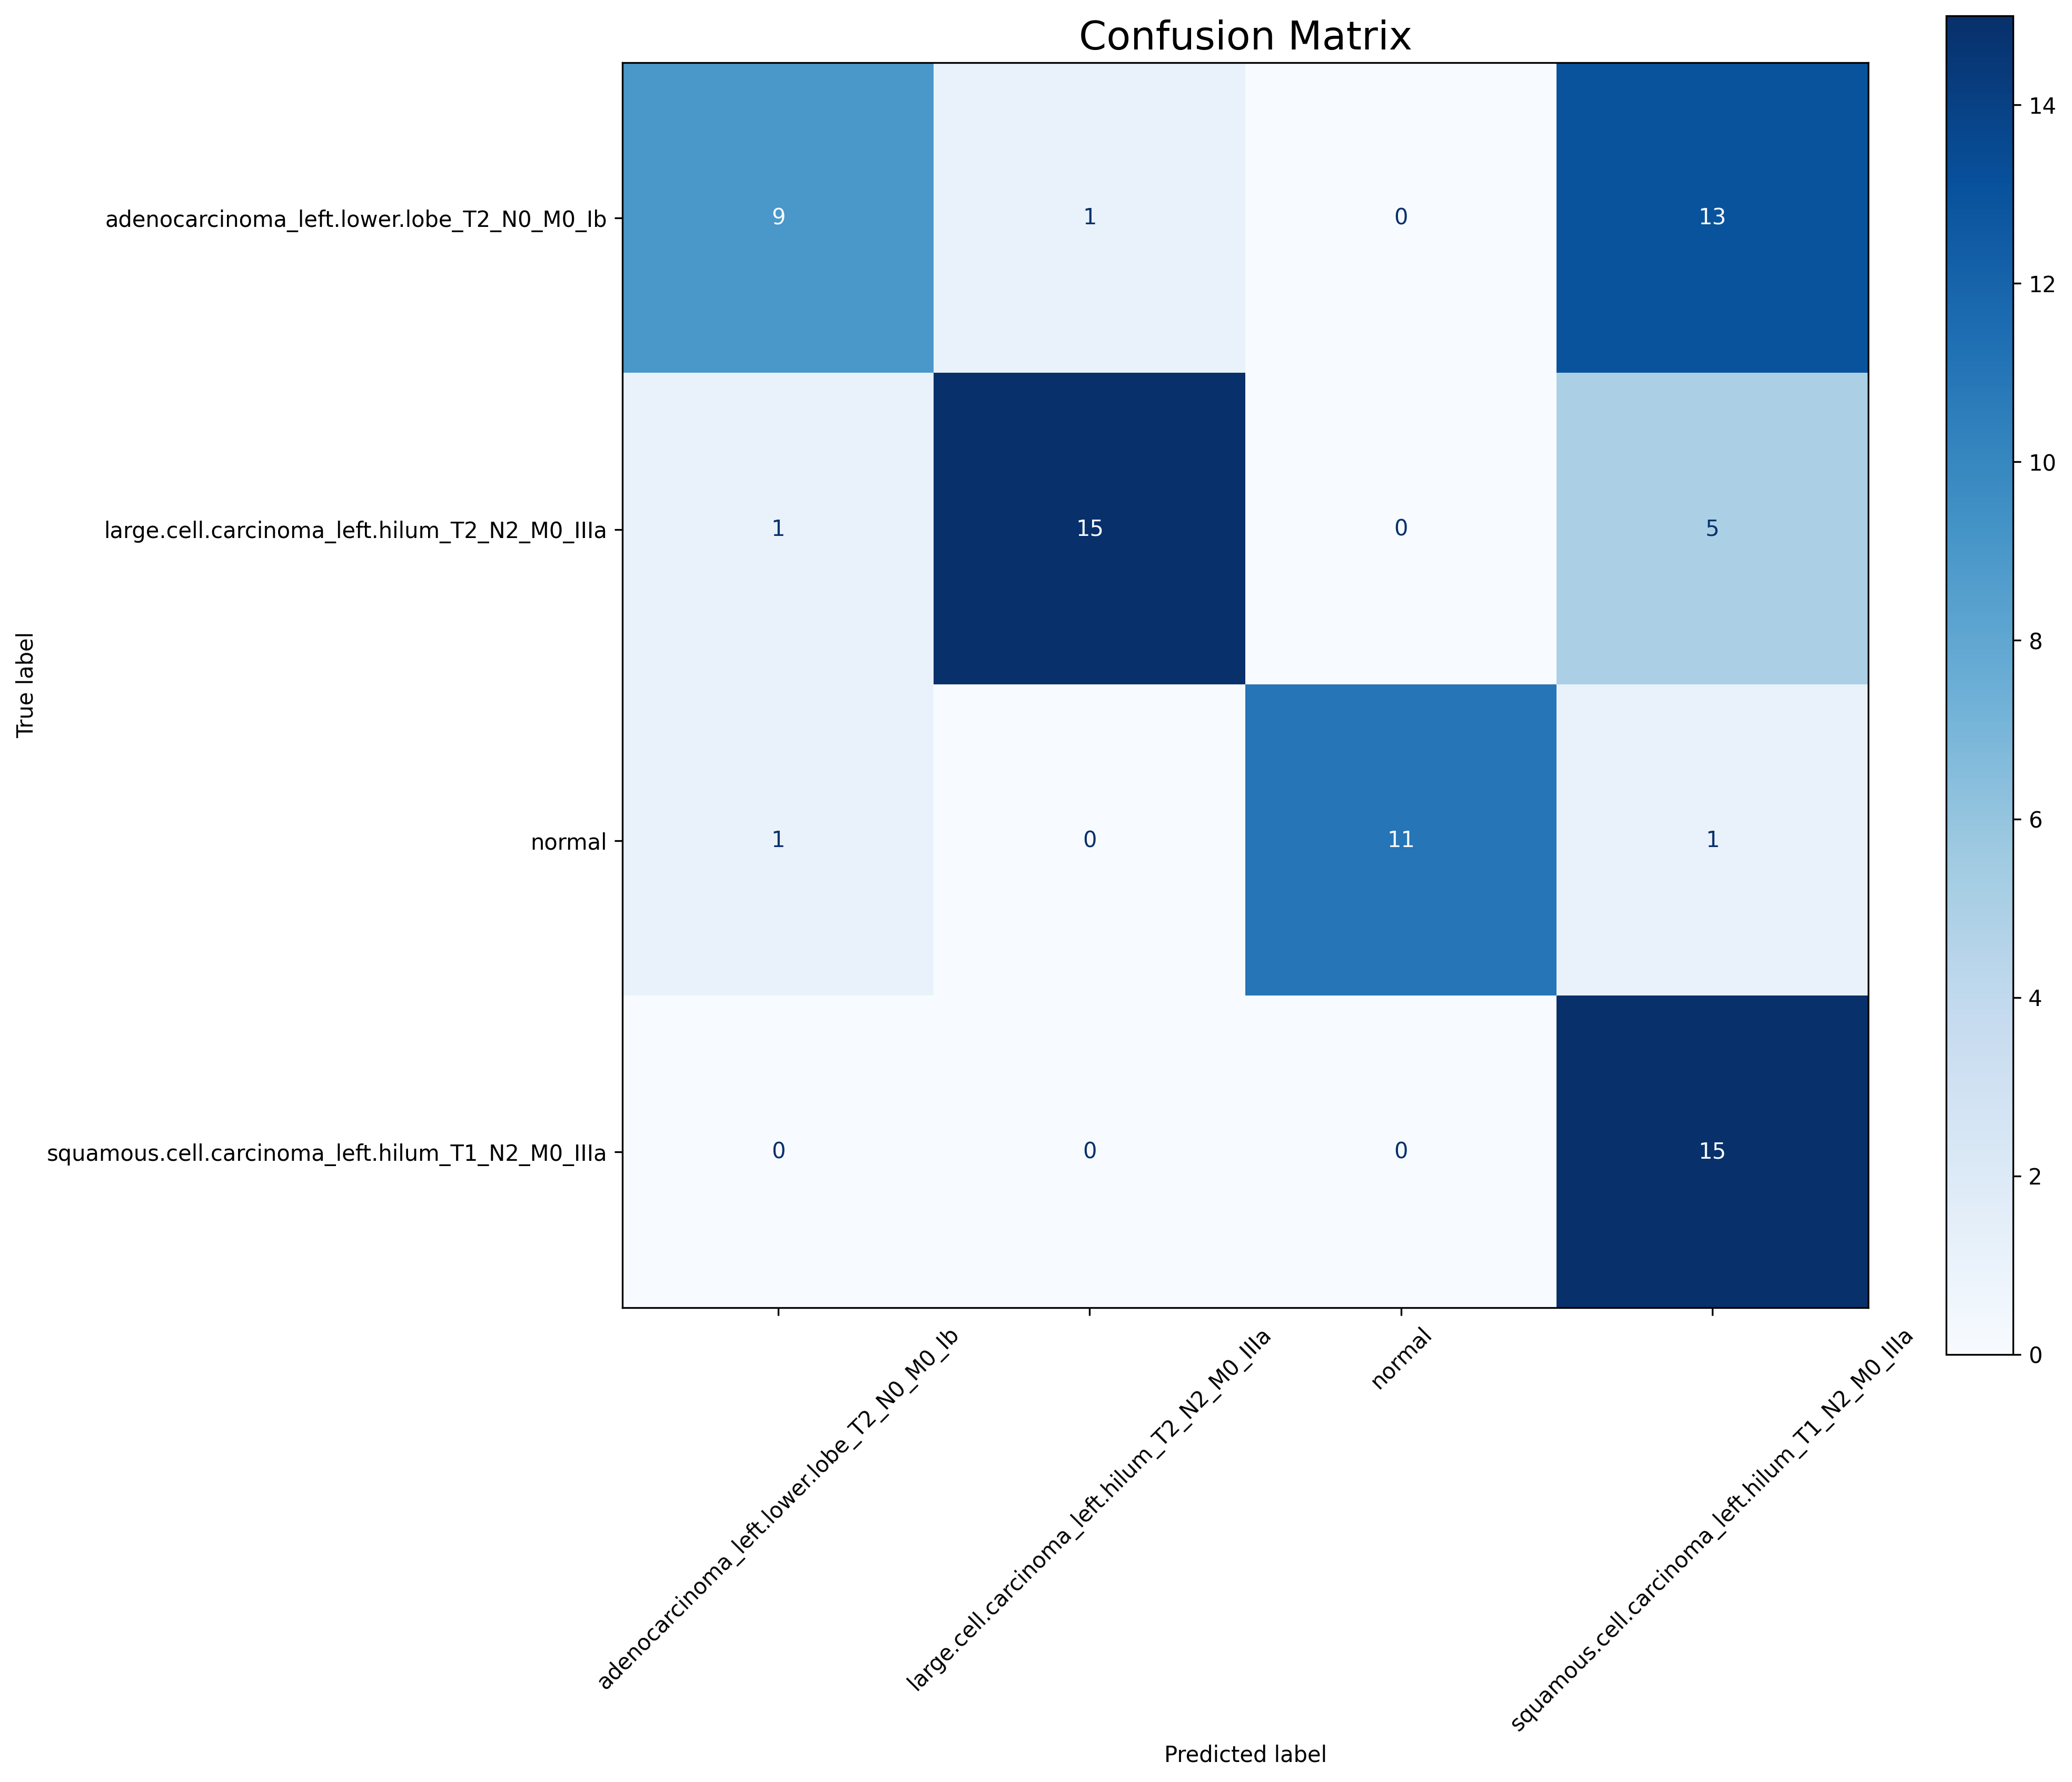 Confusion Matrix
True label
adenocarcinoma_left.lower.lobe_T2_N0_M0_Ib
9 1 0 13
large.cell.carcinoma_left.hilum_T2_N2_M0_IIIa
1 15 0 5
normal
1 0 11 1
squamous.cell.carcinoma_left.hilum_T1_N2_M0_IIIa
0 0 0 15
adenocarcinoma_left.lower.lobe_T2_N0_M0_Ib
large.cell.carcinoma_left.hilum_T2_N2_M0_IIIa
normal
squamous.cell.carcinoma_left.hilum_T1_N2_M0_IIIa
Predicted label
14
12
10
8
6
4
2
0